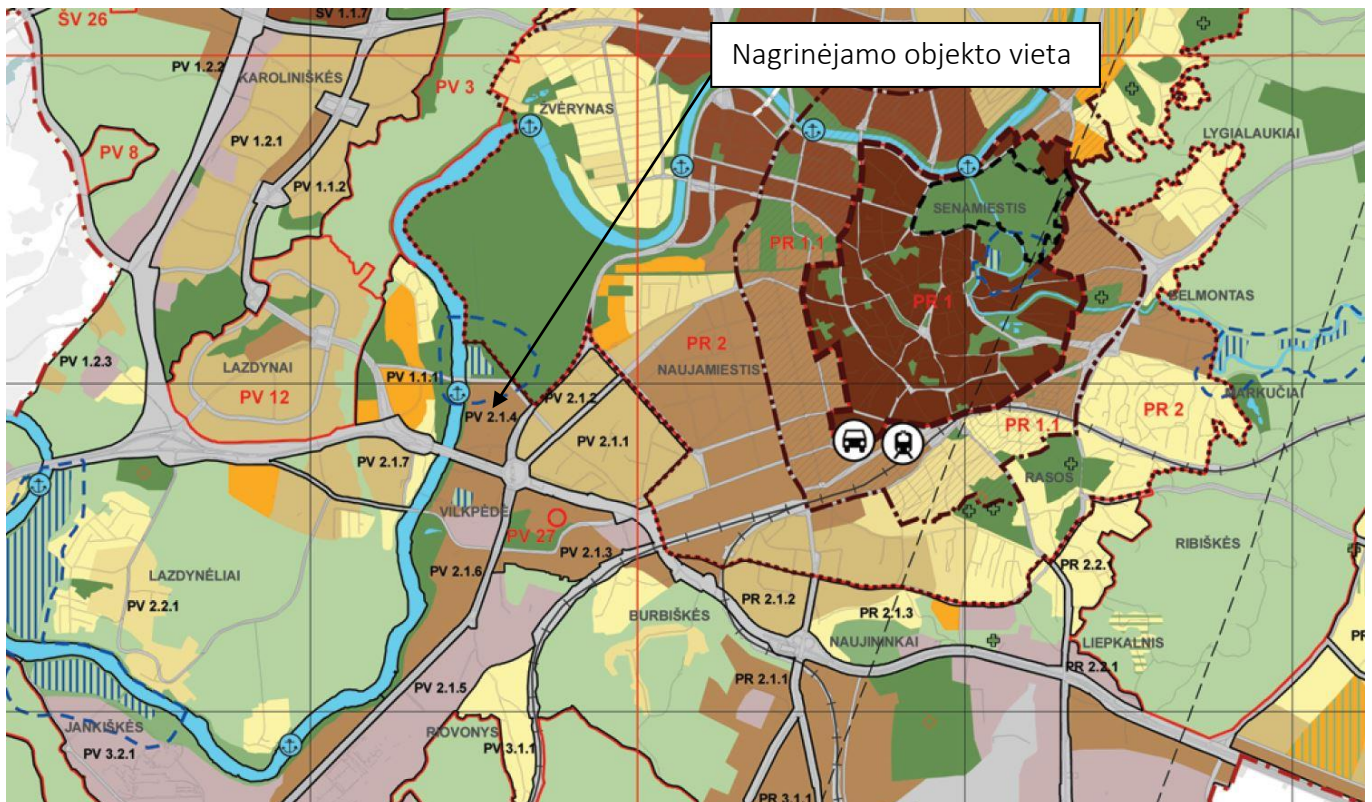 ŠV 26
ŠV 1.1.7
Nagrinėjamo objekto vieta
PV 1.2.2
KAROLINIŠKĖS
PV 3
ŽVĖRYNAS
PV 1.2.1
PV 8
PV 1.1.2
LYGIALAUKIAI
SENAMIESTIS
PR 1.1
PR 1
BELMONTAS
PV 1.2.3
LAZDYNAI
PV 12
PV 1.1.1
PV 2.1.4
PV 2.1.2
PR 2
NAUJAMIESTIS
MARKUČIAI
PR 2
PV 2.1.1
PR 1.1
PV 2.1.7
RASOS
VILKPĖDĖ
PV 27
PV 2.1.3
RIBIŠKĖS
LAZDYNĖLIAI
PV 2.1.6
PR 2.2.1
PV 2.2.1
BURBIŠKĖS
PR 2.1.2
PR 2.1.3
NAUJININKAI
LIEPKALNIS
PR 2.2.1
PR 2.1.1
PV 2.1.5
JANKIŠKĖS
RIOVONYS
PV 3.2.1
PV 3.1.1
PR 3.1.1